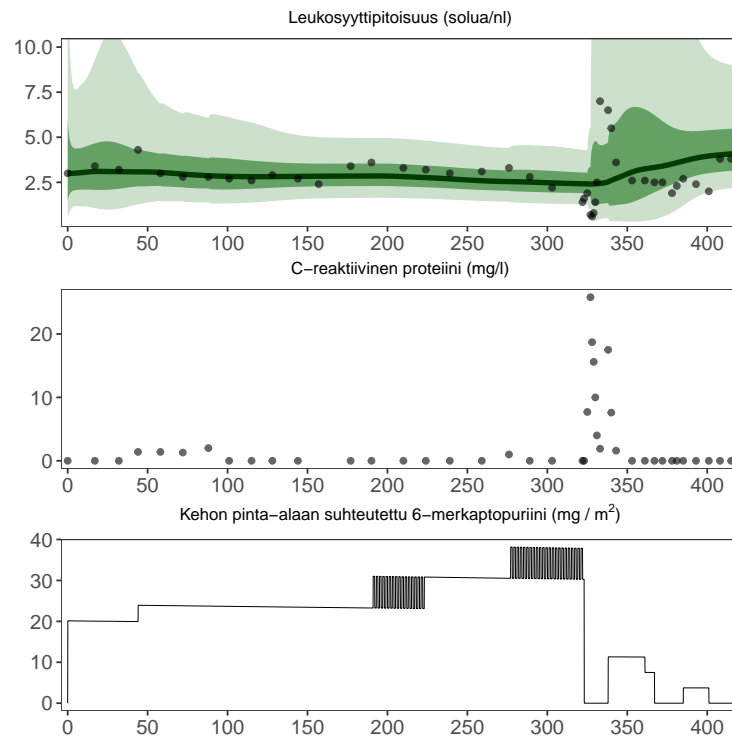 Leukosyyttipitoisuus (solua/nl)
10.0
7.5
5.0
2.5
0 50 100 150 200 250 300 350 400
C−reaktiivinen proteiini (mg/l)
20
10
0
0 50 100 150 200 250 300 350 400
Kehon pinta−alaan suhteutettu 6−merkaptopuriini (mg / m²)
40
30
20
10
0
0 50 100 150 200 250 300 350 400